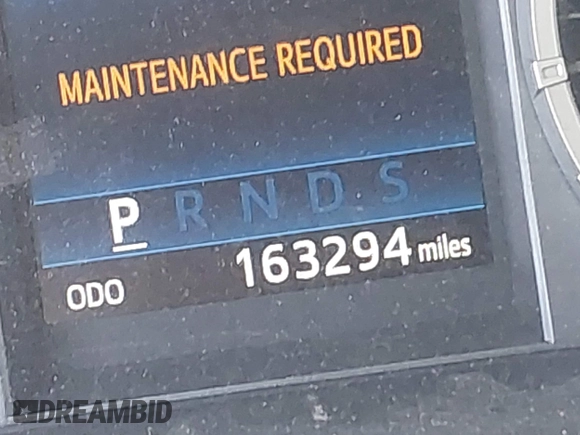 MAINTENANCE REQUIRED
P R N D S
ODO 163294 miles
DREAMBID